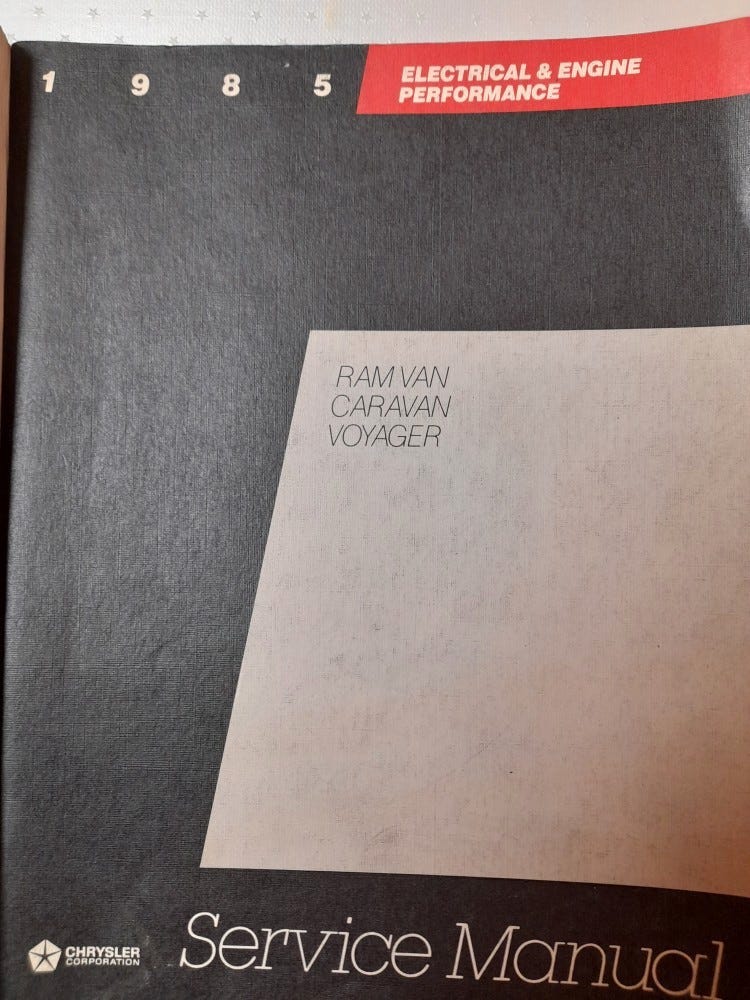 1 9 8 5
ELECTRICAL & ENGINE
PERFORMANCE
RAM VAN
CARAVAN
VOYAGER
CHRYSLER
CORPORATION
Service Manual